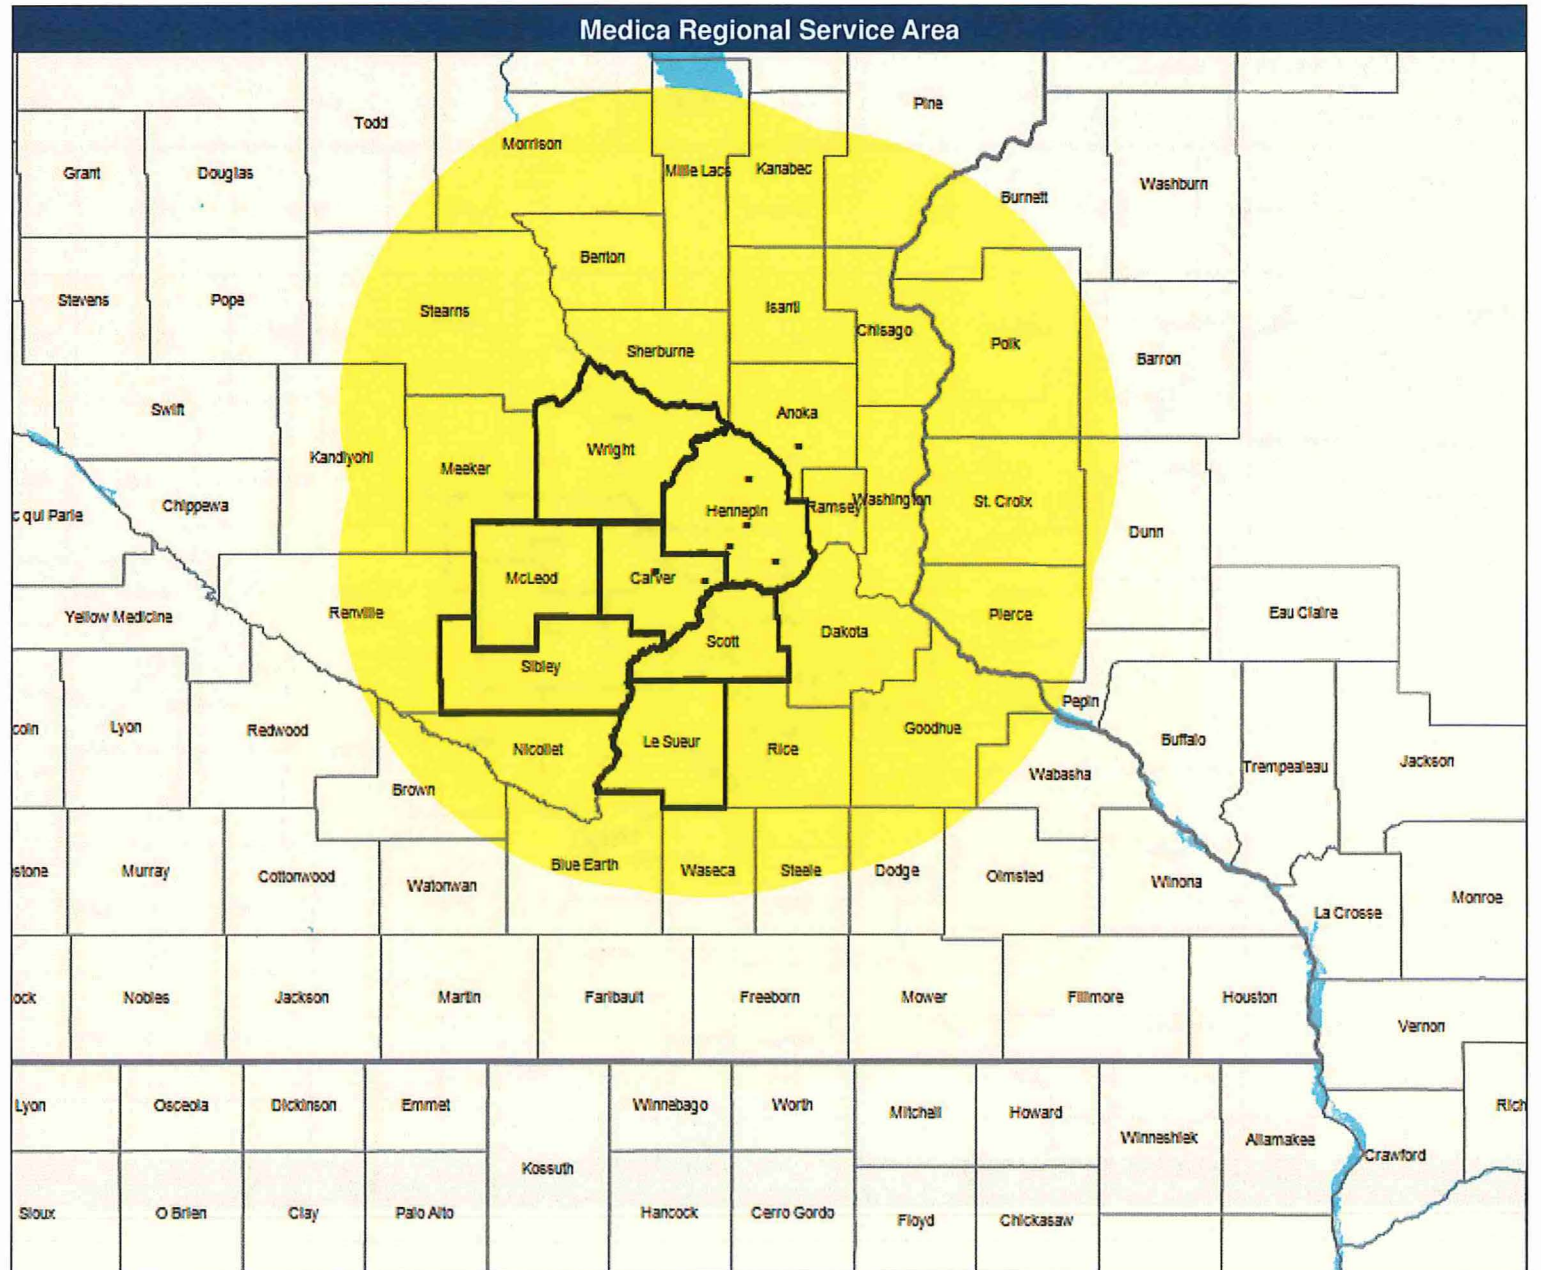 Medica Regional Service Area
Pine
Todd
Morrison
Grant
Douglas
Mille Lacs
Kanabec
Burnett
Washburn
Benton
Stevens
Pope
Stearns
Isanti
Chisago
Polk
Barron
Sherburne
Swift
Anoka
Kandiyohi
Wright
Meeker
c qui Parle
Chippewa
Hennepin
Ramsey
Washington
St. Croix
Dunn
McLeod
Carver
Yellow Medicine
Renville
Scott
Dakota
Pierce
Eau Claire
Sibley
Pepin
coln
Lyon
Redwood
Nicollet
Le Sueur
Rice
Goodhue
Buffalo
Trempealeau
Jackson
Brown
Wabasha
stone
Murray
Cottonwood
Watonwan
Blue Earth
Waseca
Steele
Dodge
Olmsted
Winona
La Crosse
Monroe
ock
Nobles
Jackson
Martin
Faribault
Freeborn
Mower
Fillmore
Houston
Vernon
Lyon
Osceola
Dickinson
Emmet
Winnebago
Worth
Mitchell
Howard
Rich
Winneshiek
Allamakee
Crawford
Kossuth
Sioux
O Brien
Clay
Palo Alto
Hancock
Cerro Gordo
Floyd
Chickasaw